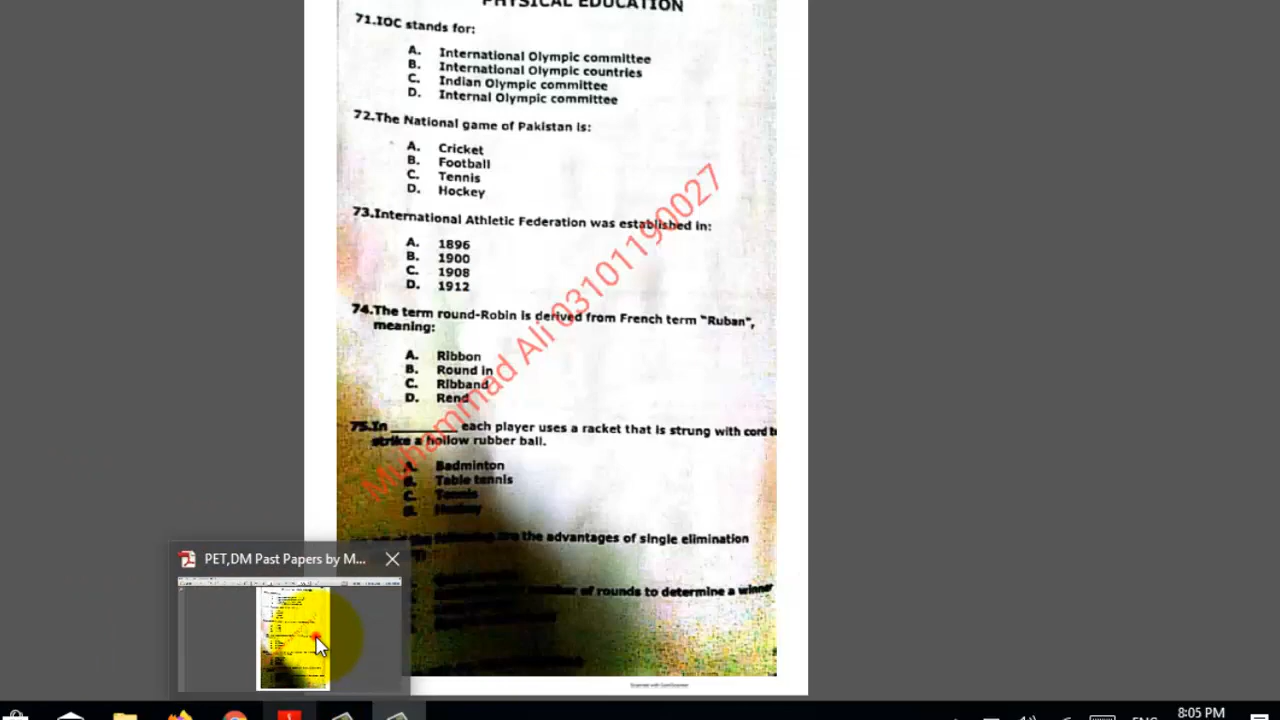 PHYSICAL EDUCATION
71.IOC stands for:
A. International Olympic committee
B. International Olympic countries
C. Indian Olympic committee
D. Internal Olympic committee
72.The National game of Pakistan is:
A. Cricket
B. Football
C. Tennis
D. Hockey
73.International Athletic Federation was established in:
A. 1896
B. 1900
C. 1908
D. 1912
74.The term round-Robin is derived from French term "Ruban",
meaning:
A. Ribbon
B. Round in
C. Ribband
D. Rend
Muhammad Ali 03101190027
75.In ________ each player uses a racket that is strung with cord
strike a hollow rubber ball.
A. Badminton
B. Table tennis
C. Tennis
Hockey
the advantages of single elimination
of rounds to determine a winner
PET,DM Past Papers by M...
8:05 PM